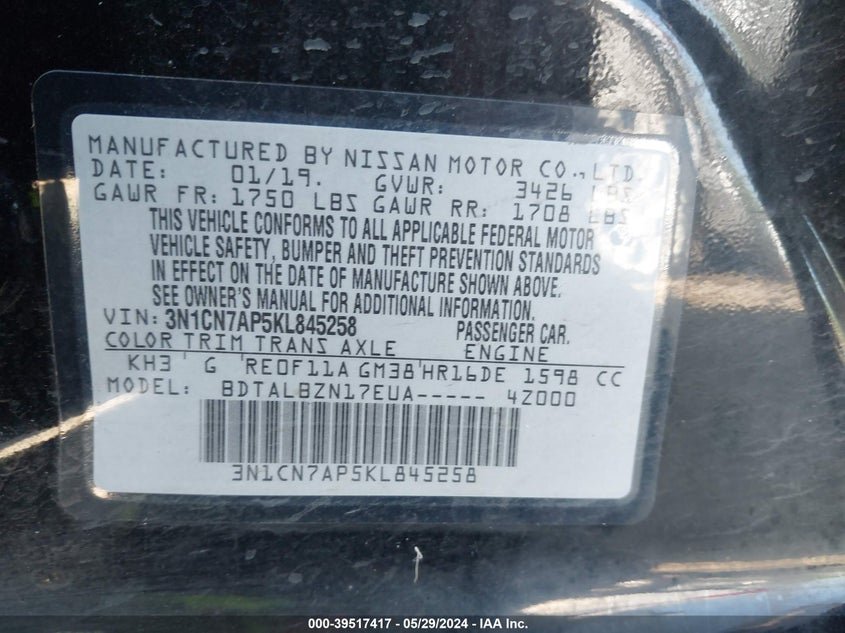 MANUFACTURED BY NISSAN MOTOR CO., LTD.
DATE: 01/19. GVWR: 3426 LBS
GAWR FR: 1750 LBS GAWR RR: 1708 LBS
THIS VEHICLE CONFORMS TO ALL APPLICABLE FEDERAL MOTOR
VEHICLE SAFETY, BUMPER AND THEFT PREVENTION STANDARDS
IN EFFECT ON THE DATE OF MANUFACTURE SHOWN ABOVE.
SEE OWNER'S MANUAL FOR ADDITIONAL INFORMATION.
VIN: 3N1CN7AP5KL845258 PASSENGER CAR.
COLOR TRIM TRANS AXLE ENGINE
KH3 G RE0F11A GM38 HR16DE 1598 CC
MODEL: BDTALBZN17EUA----- 4Z000
3N1CN7AP5KL845258
000-39517417 - 05/29/2024 - IAA Inc.